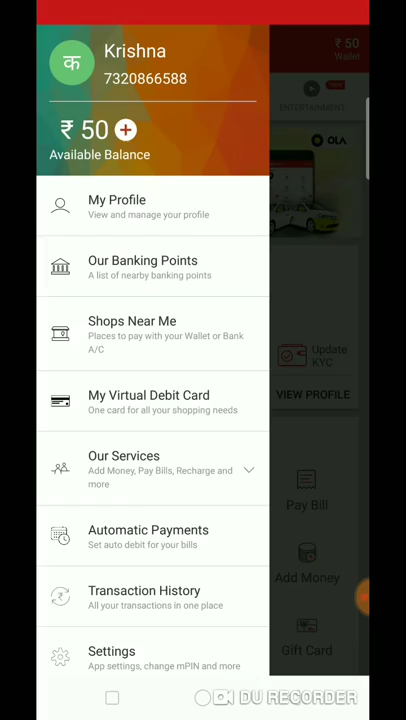 Krishna
क
7320866588
₹ 50
Available Balance
My Profile
View and manage your profile
Our Banking Points
A list of nearby banking points
Shops Near Me
Places to pay with your Wallet or Bank
A/C
My Virtual Debit Card
One card for all your shopping needs
Our Services
Add Money, Pay Bills, Recharge and
more
Automatic Payments
Set auto debit for your bills
Transaction History
All your transactions in one place
Settings
App settings, change mPIN and more
₹ 50
Wallet
ENTERTAINMENT
OLA
Update
KYC
VIEW PROFILE
Pay Bill
Add Money
Gift Card
DU RECORDER